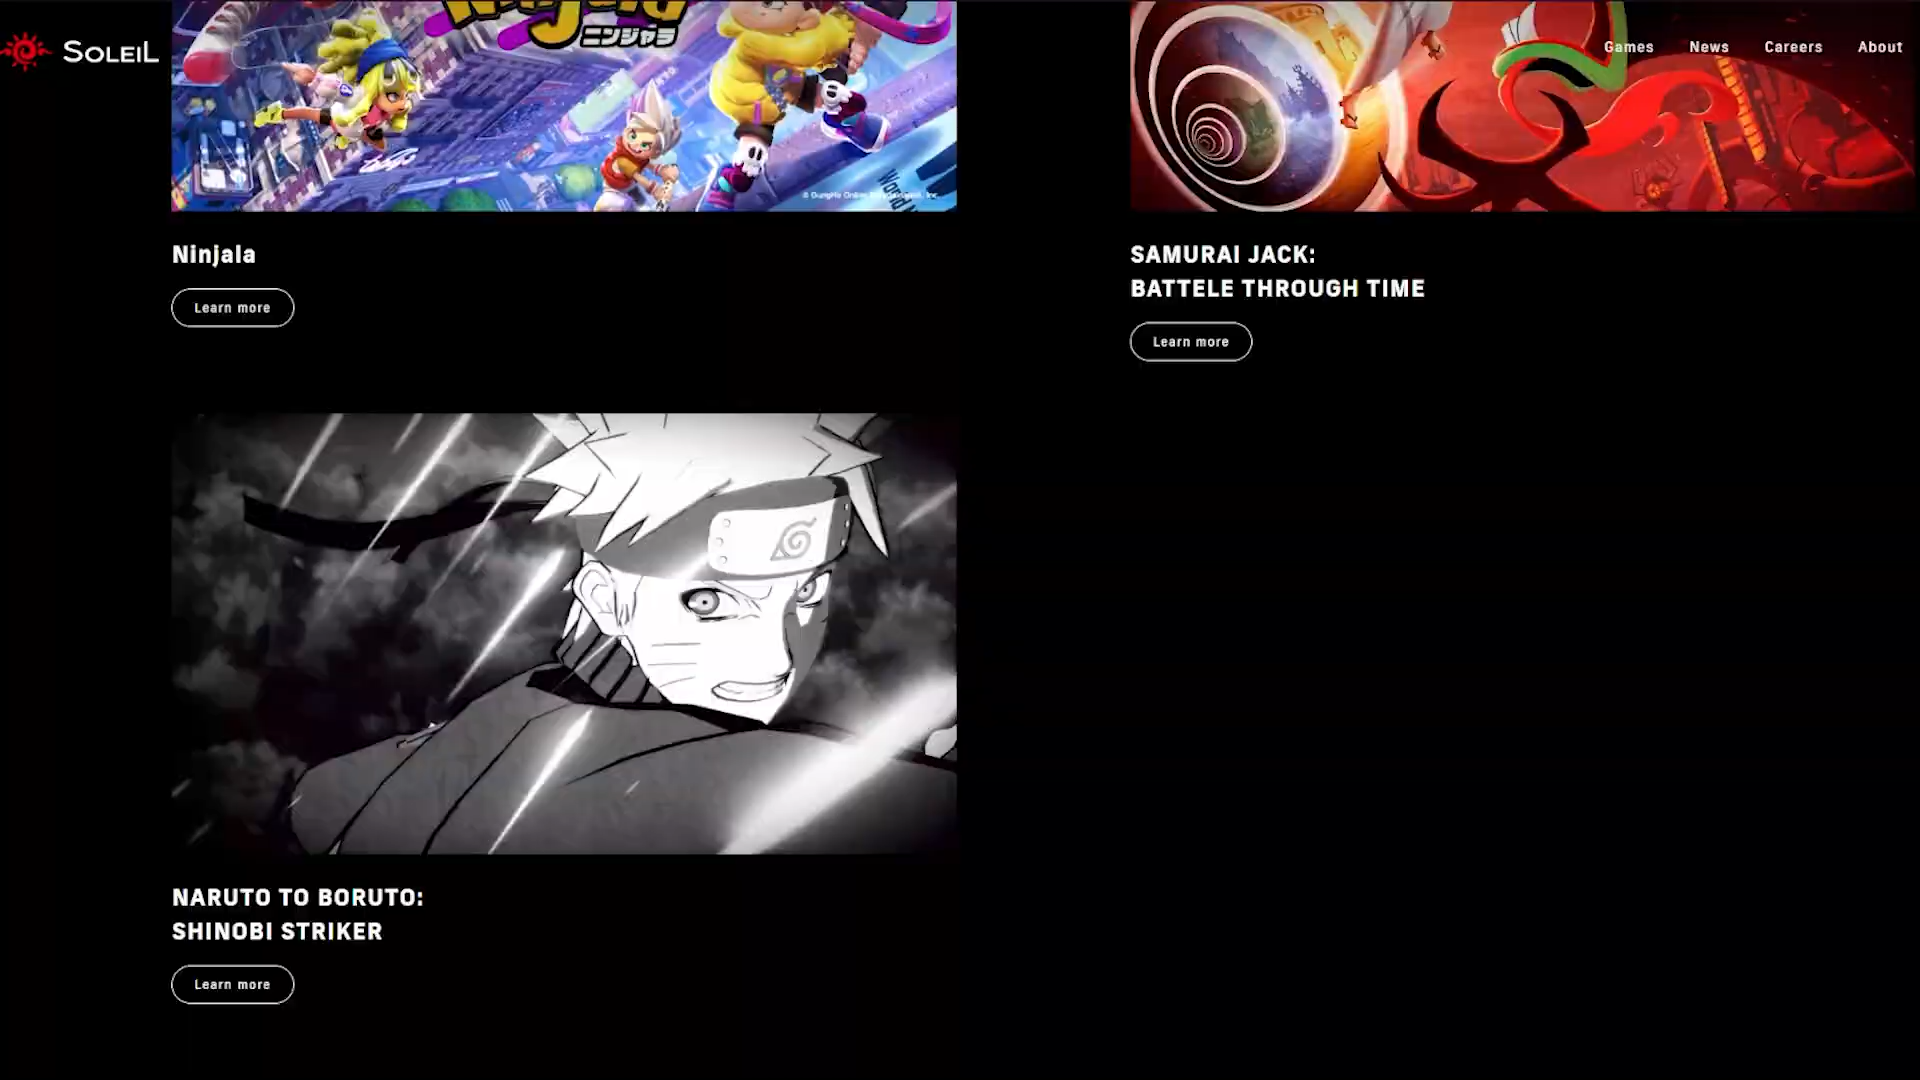 SOLEIL
Games
News
Careers
About
ニンジャラ
Ninjala
Learn more
SAMURAI JACK:
BATTELE THROUGH TIME
Learn more
NARUTO TO BORUTO:
SHINOBI STRIKER
Learn more